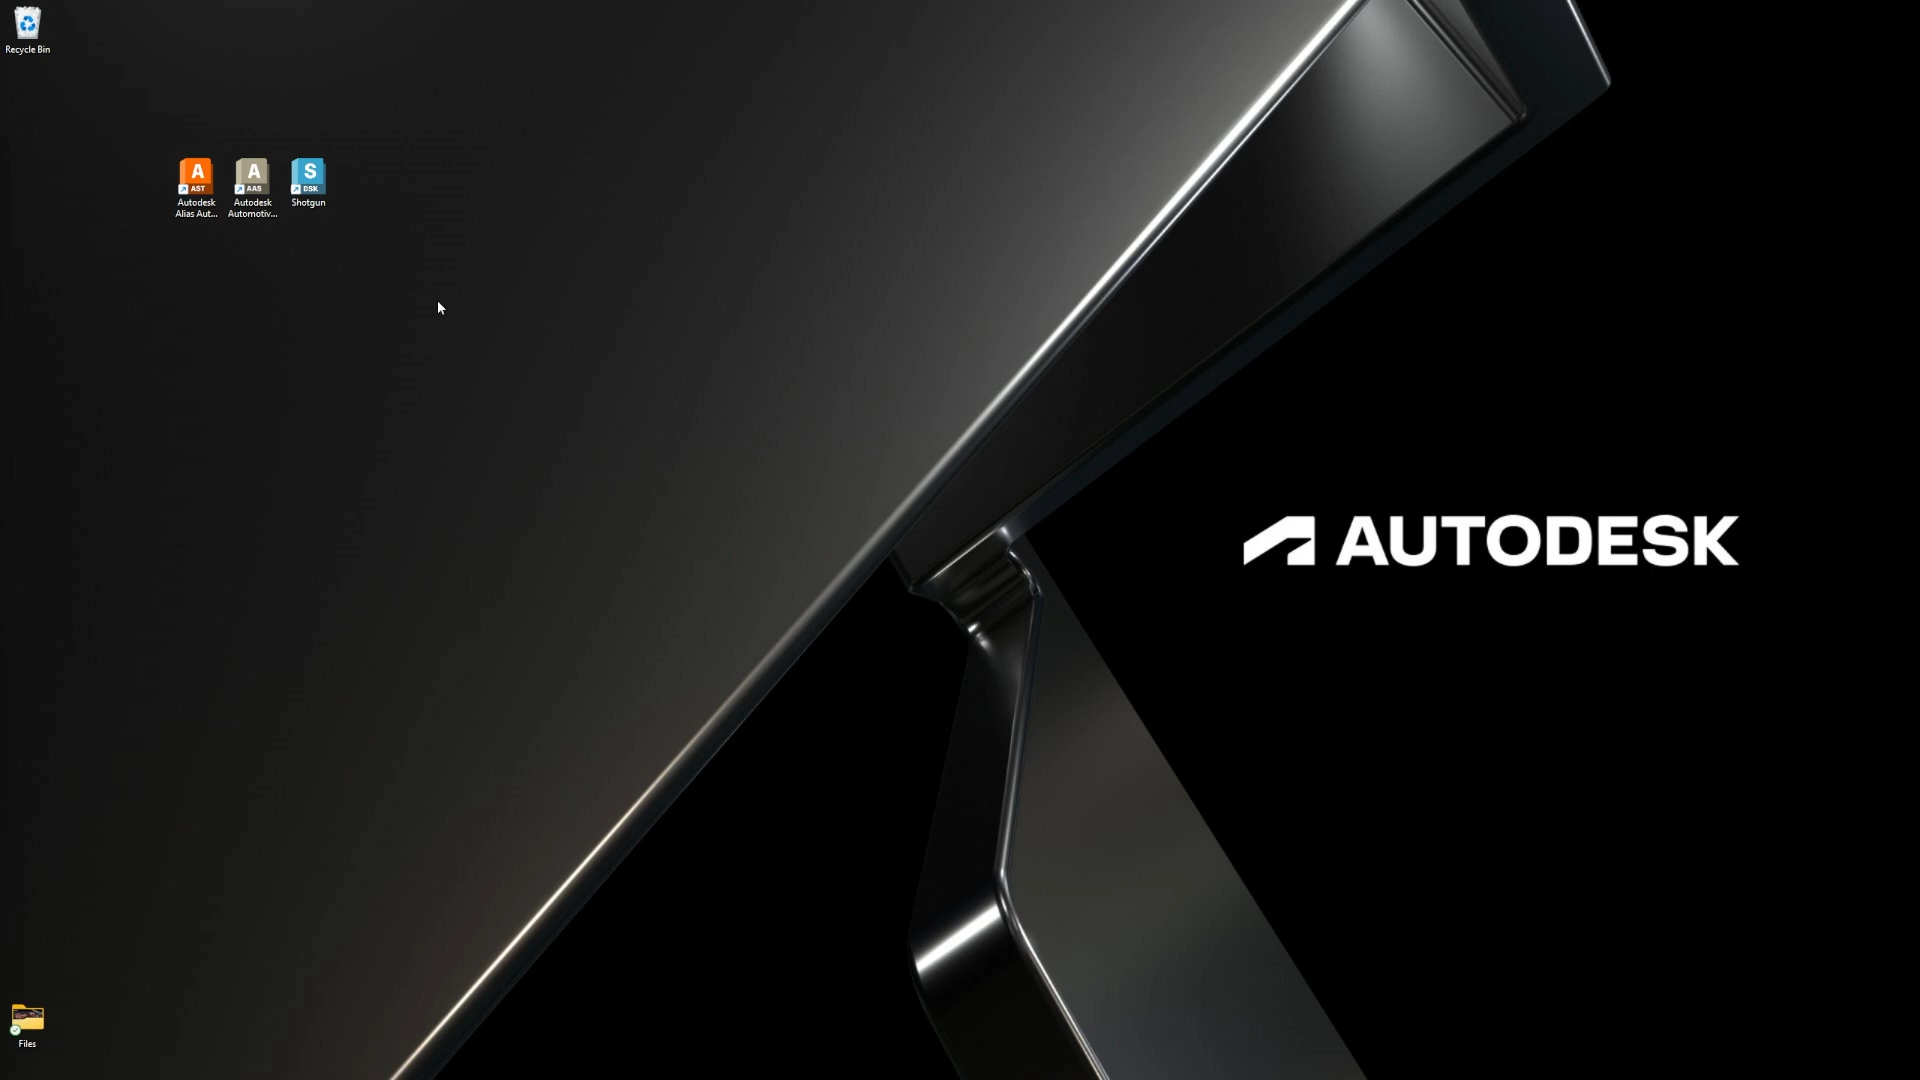 Recycle Bin
A
AST
Autodesk
Alias Aut...
A
AAS
Autodesk
Automotiv...
S
DSK
Shotgun
AUTODESK
Files